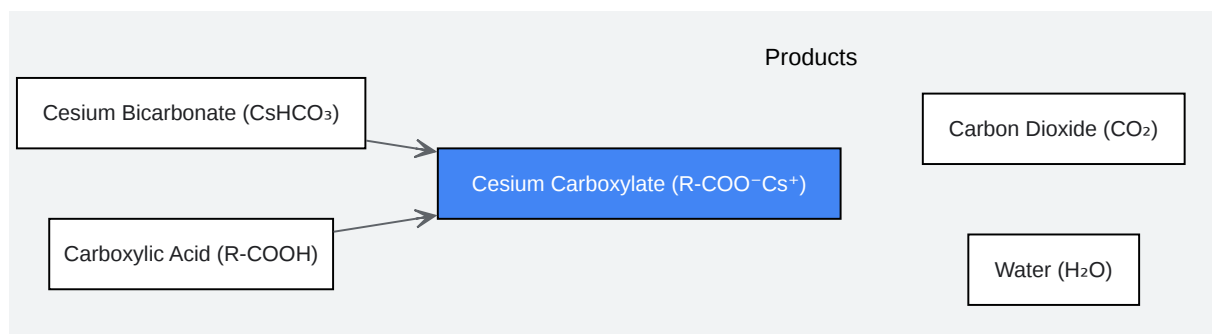 Products
Cesium Bicarbonate (CsHCO₃)
Carbon Dioxide (CO₂)
Cesium Carboxylate (R-COO⁻Cs⁺)
Carboxylic Acid (R-COOH)
Water (H₂O)